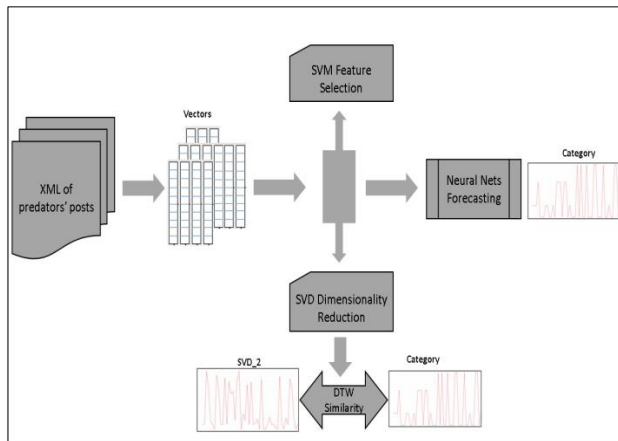 SVM Feature
Selection
Vectors
XML of
predators' posts
Category
Neural Nets
Forecasting
SVD Dimensionality
Reduction
SVD_2
DTW
Similarity
Category